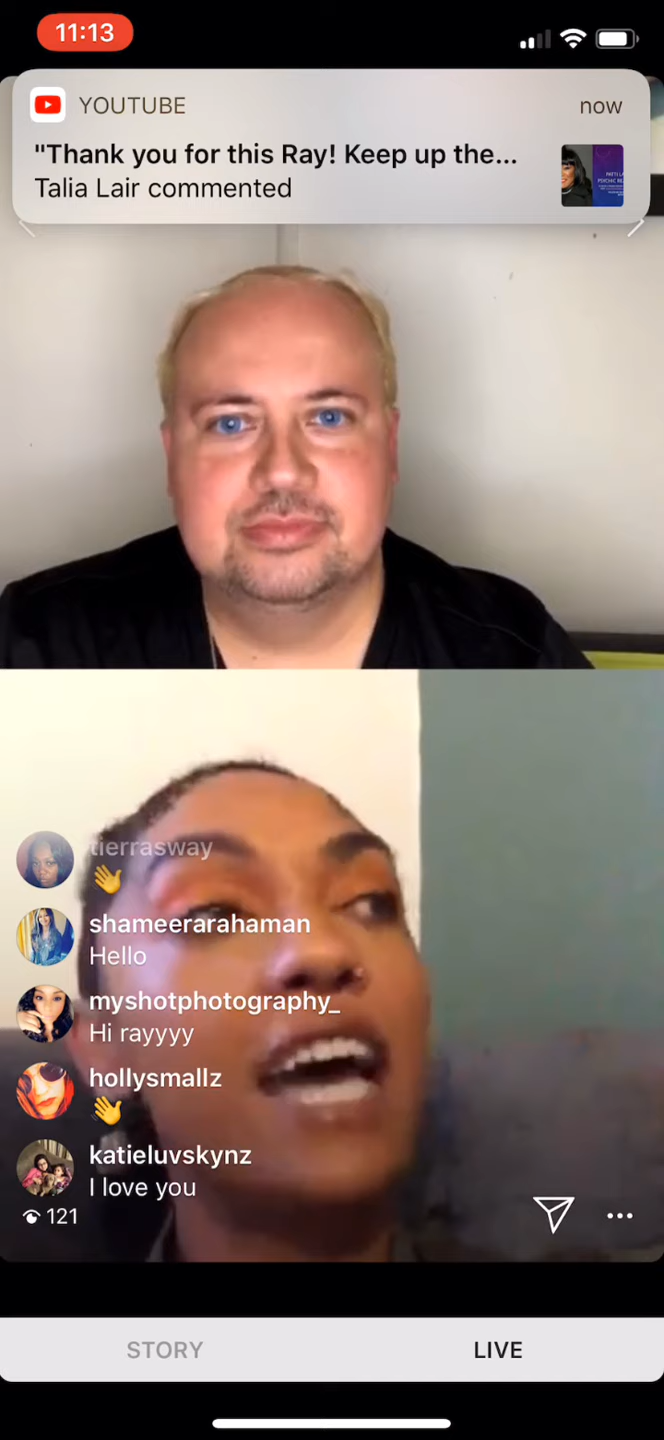 11:13
YOUTUBE
now
"Thank you for this Ray! Keep up the...
Talia Lair commented
tierrasway
👋
shameerarahaman
Hello
myshotphotography_
Hi rayyyy
hollysmallz
👋
katieluvskynz
I love you
121
STORY
LIVE